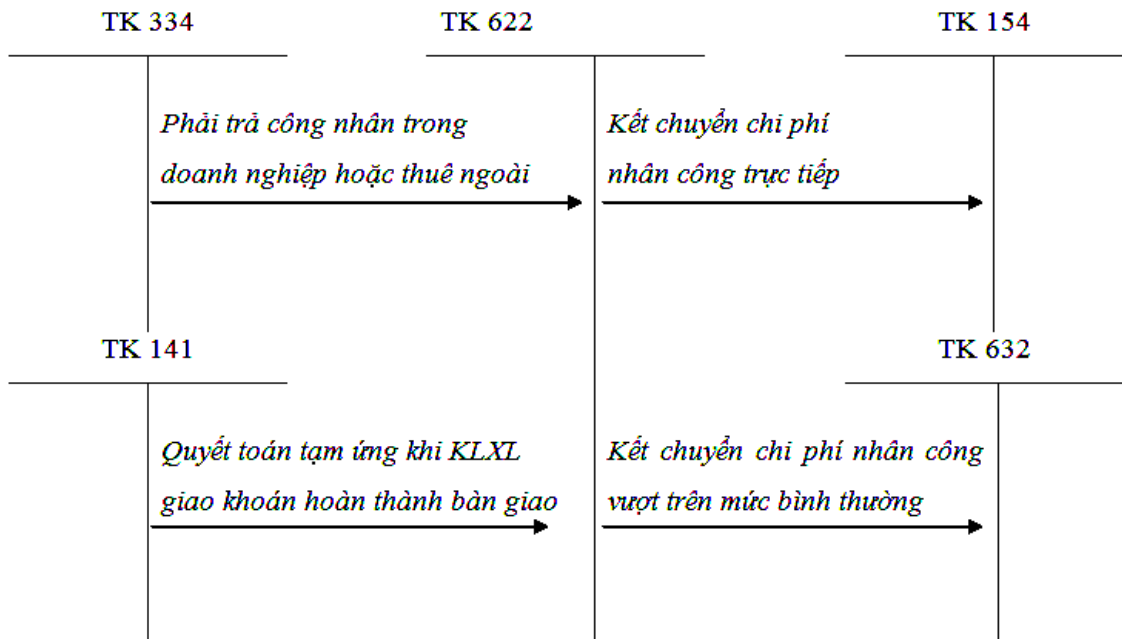 TK 334
TK 622
TK 154
Phải trả công nhân trong
doanh nghiệp hoặc thuê ngoài
Kết chuyển chi phí
nhân công trực tiếp
TK 141
TK 632
Quyết toán tạm ứng khi KLXL
giao khoán hoàn thành bàn giao
Kết chuyển chi phí nhân công
vượt trên mức bình thường